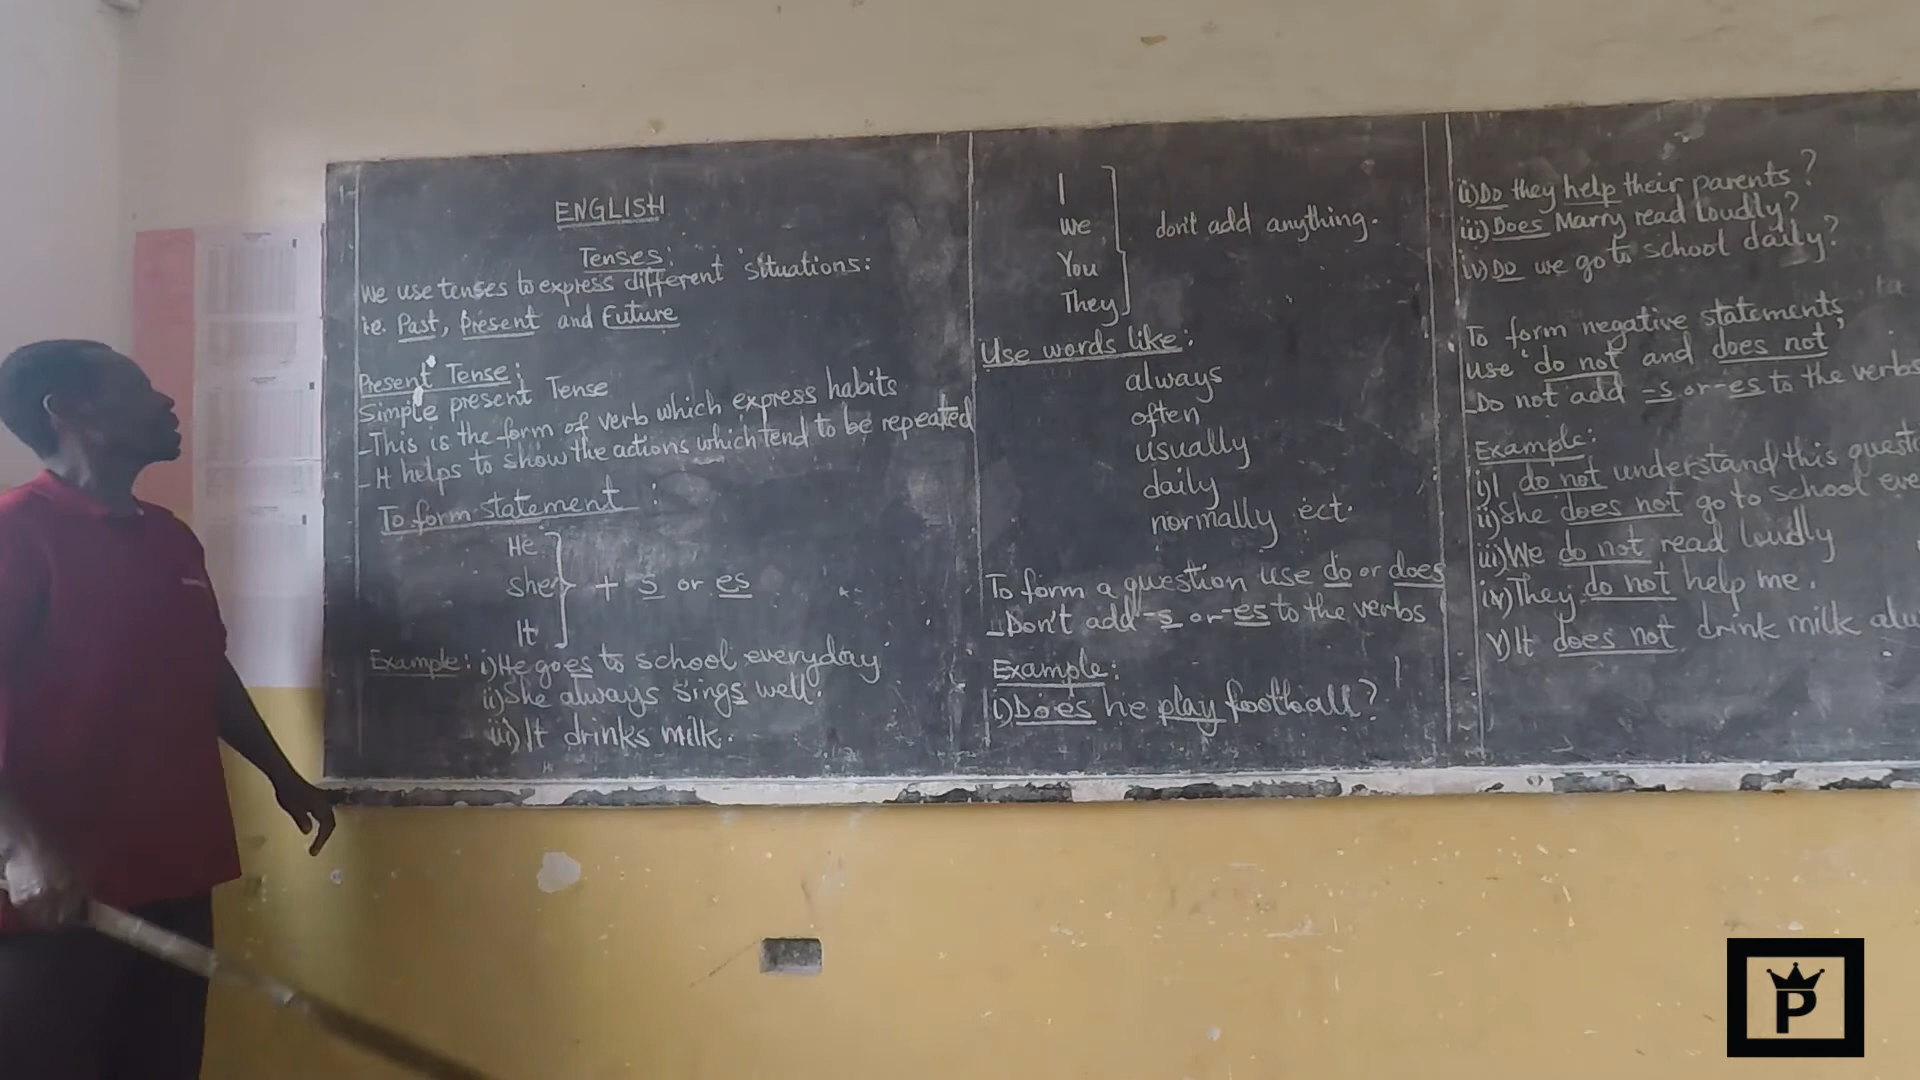 ENGLISH
Tenses:
We use tenses to express different situations:
i.e. Past, Present and Future
Present Tense:
Simple present Tense
-This is the form of verb which express habits
-It helps to show the actions which tend to be repeated
To form statement :
He
She
It
+ s or es
Example: i) He goes to school everyday
ii) She always sings well.
iii) It drinks milk.
I
We
You
They
don't add anything.
Use words like:
always
often
usually
daily
normally ect.
To form a question use do or does
-Don't add -s or -es to the verbs
Example:
i) Does he play football?
ii) Do they help their parents?
iii) Does Marry read loudly?
iv) Do we go to school daily?
To form negative statements
use 'do not and does not'
-Do not add -s or -es to the verbs
Example:
i) I do not understand this
ii) She does not go to school
iii) We do not read loudly
iv) They do not help me.
v) It does not drink milk
P